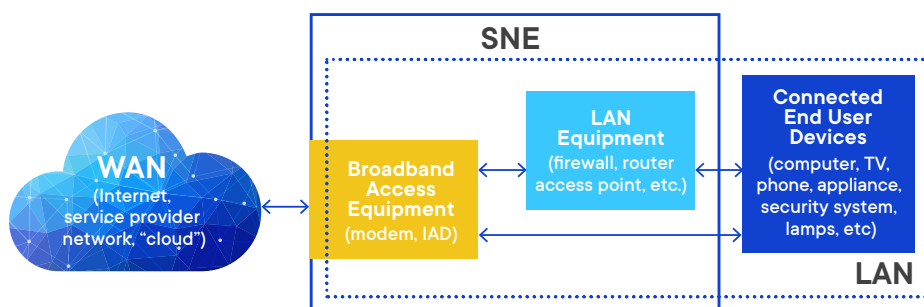 SNE
WAN
(Internet,
service provider
network, “cloud”)
Broadband
Access
Equipment
(modem, IAD)
LAN
Equipment
(firewall, router
access point, etc.)
Connected
End User
Devices
(computer, TV,
phone, appliance,
security system,
lamps, etc)
LAN